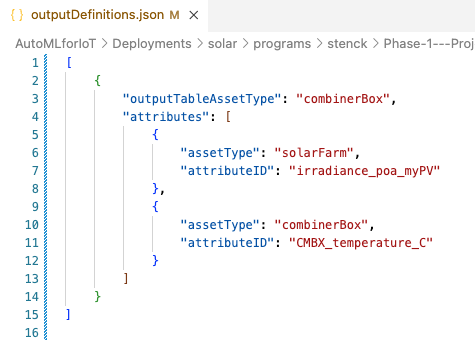 { } outputDefinitions.json M ×
AutoMLforIoT > Deployments > solar > programs > stenck > Phase-1---Proj
1 [
2 {
3 "outputTableAssetType": "combinerBox",
4 "attributes": [
5 {
6 "assetType": "solarFarm",
7 "attributeID": "irradiance_poa_myPV"
8 },
9 {
10 "assetType": "combinerBox",
11 "attributeID": "CMBX_temperature_C"
12 }
13 ]
14 }
15 ]
16